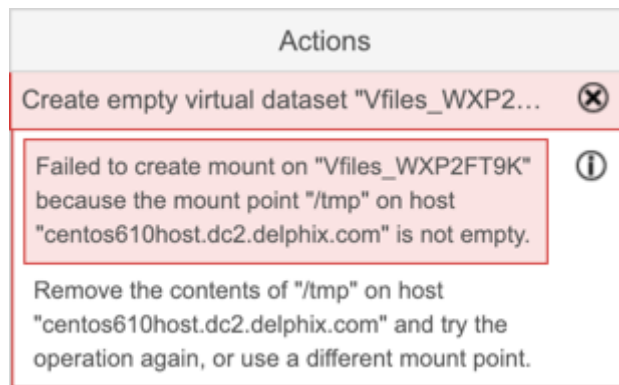 Actions
Create empty virtual dataset "Vfiles_WXP2...
Failed to create mount on "Vfiles_WXP2FT9K"
because the mount point "/tmp" on host
"centos610host.dc2.delphix.com" is not empty.
Remove the contents of "/tmp" on host
"centos610host.dc2.delphix.com" and try the
operation again, or use a different mount point.